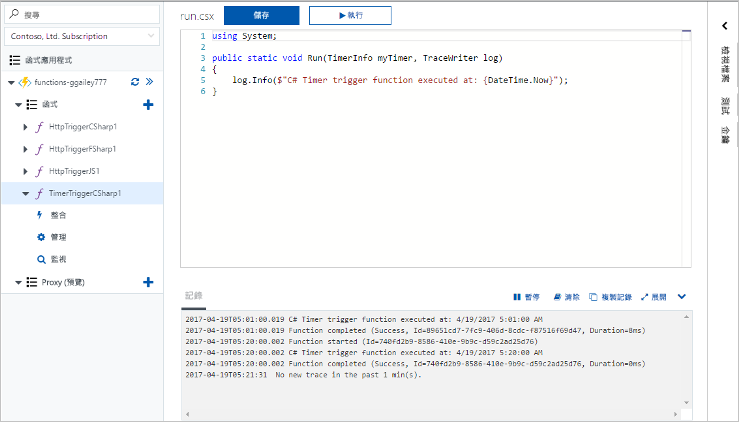 搜尋
Contoso, Ltd. Subscription
函式應用程式
functions-ggailey777
函式
HttpTriggerCSharp1
HttpTriggerFSharp1
HttpTriggerJS1
TimerTriggerCSharp1
整合
管理
監視
Proxy (預覽)
run.csx
儲存
執行
1 using System;
2
3 public static void Run(TimerInfo myTimer, TraceWriter log)
4 {
5 log.Info($"C# Timer trigger function executed at: {DateTime.Now}");
6 }
記錄
暫停
清除
複製記錄
展開
2017-04-19T05:01:00.019 C# Timer trigger function executed at: 4/19/2017 5:01:00 AM
2017-04-19T05:01:00.019 Function completed (Success, Id=89651cd7-7fc9-406d-8cdc-f87516f69d47, Duration=8ms)
2017-04-19T05:20:00.002 Function started (Id=740fd2b9-8586-410e-9b9c-d59c2ad25d76)
2017-04-19T05:20:00.002 C# Timer trigger function executed at: 4/19/2017 5:20:00 AM
2017-04-19T05:20:00.002 Function completed (Success, Id=740fd2b9-8586-410e-9b9c-d59c2ad25d76, Duration=0ms)
2017-04-19T05:21:31 No new trace in the past 1 min(s).
檢視檔案
測試
金鑰